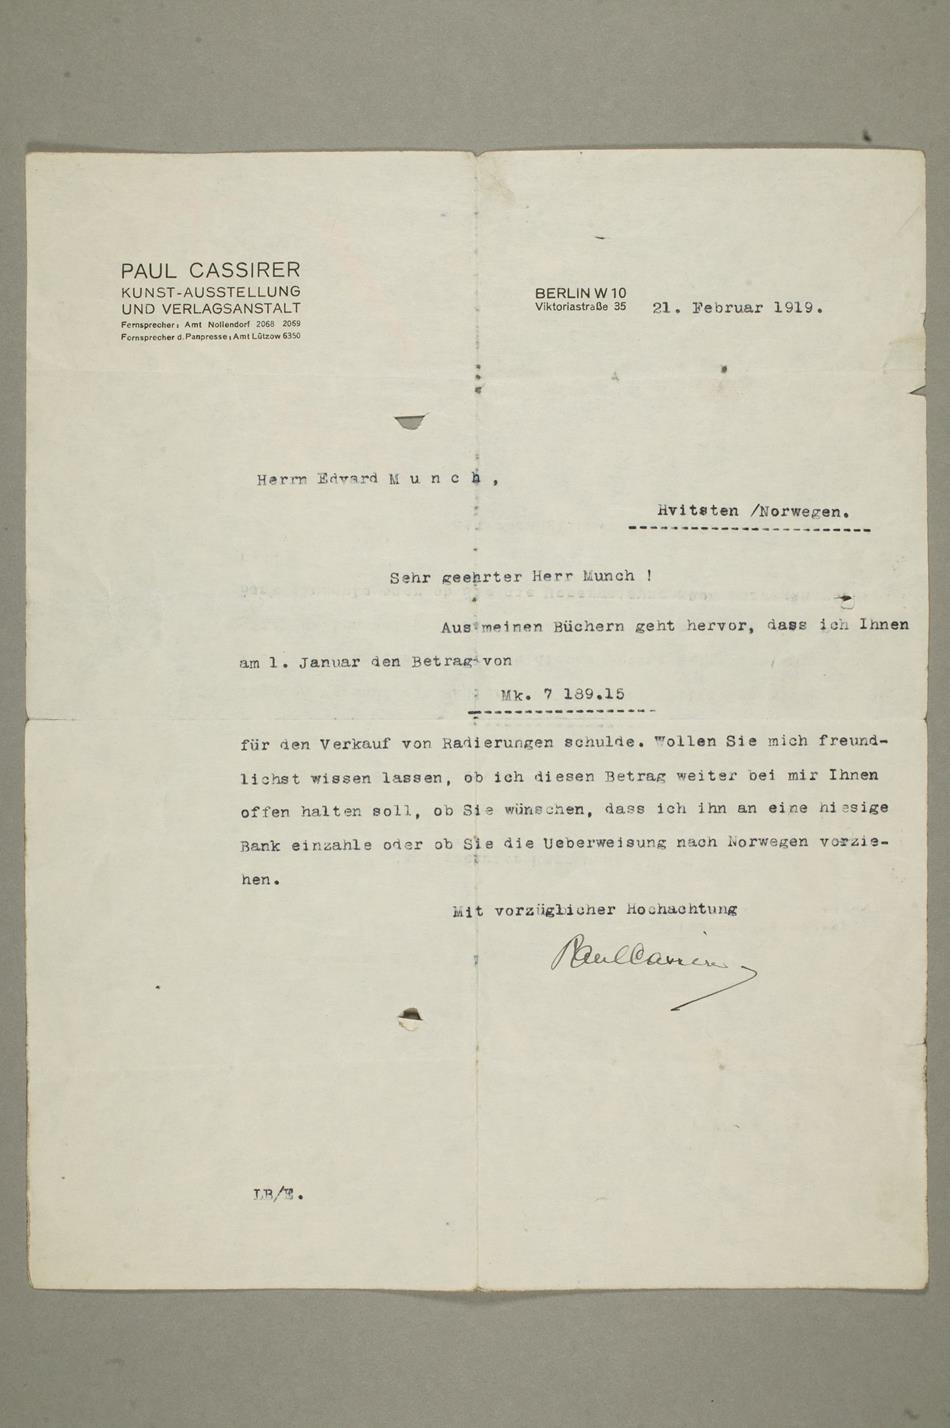 PAUL CASSIRER
KUNST-AUSSTELLUNG
UND VERLAGSANSTALT
Fernsprecher: Amt Nollendorf 2068 2069
Fernsprecher d. Panpresse: Amt Lützow 6350
BERLIN W 10
Viktoriastraße 35
21. Februar 1919.
Herrn Edvard M u n c h ,
Hvitsten /Norwegen.
Sehr geehrter Herr Munch !
Aus meinen Büchern geht hervor, dass ich Ihnen
am 1. Januar den Betrag von
Mk. 7 189.15
für den Verkauf von Radierungen schulde. Wollen Sie mich freund-
lichst wissen lassen, ob ich diesen Betrag weiter bei mir Ihnen
offen halten soll, ob Sie wünschen, dass ich ihn an eine hiesige
Bank einzahle oder ob Sie die Ueberweisung nach Norwegen vorzie-
hen.
Mit vorzüglicher Hochachtung
Paul Cassirer
LB/E.